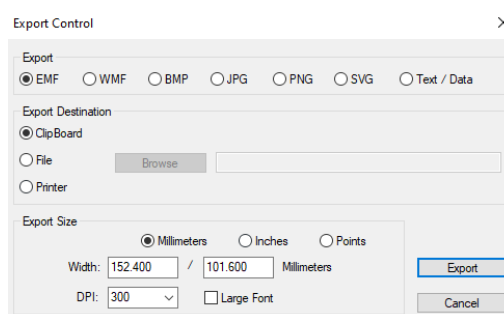 Export Control
Export
EMF WMF BMP JPG PNG SVG Text / Data
Export Destination
ClipBoard
File Browse
Printer
Export Size
Millimeters Inches Points
Width: 152.400 / 101.600 Millimeters Export
DPI: 300 Large Font Cancel